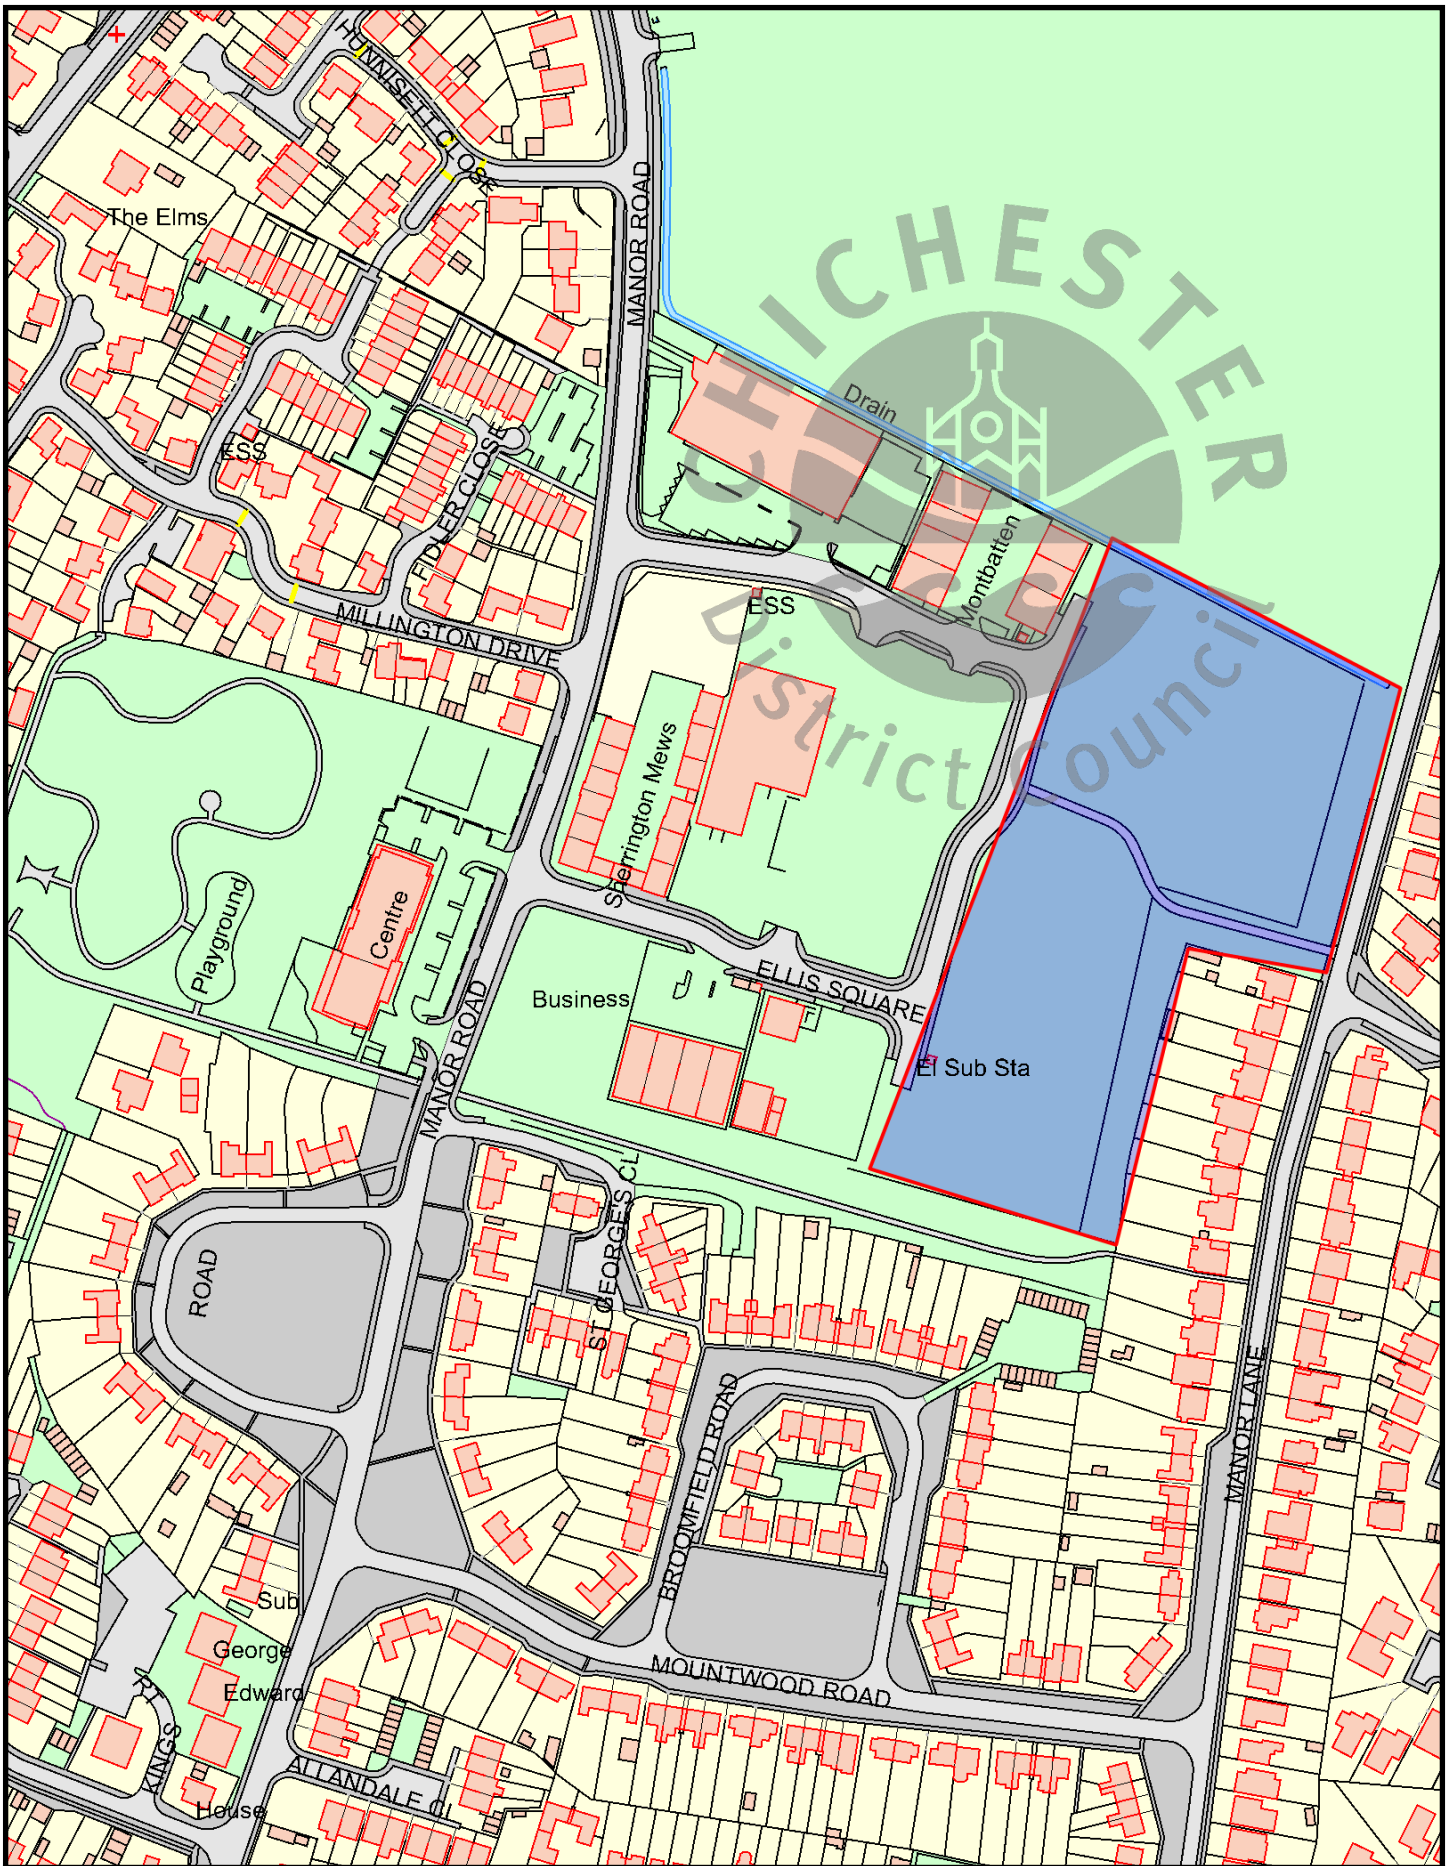 HUNNISETT CLOSE
MANOR ROAD
The Elms
CHICHESTER
District Council
Drain
ESS
FIDLER CLOSE
Montbatten
ESS
MILLINGTON DRIVE
Sherrington Mews
Centre
Playground
ELLIS SQUARE
Business
MANOR ROAD
El Sub Sta
ST GEORGE'S CL
ROAD
BROOMFIELD ROAD
MANOR LANE
Sub
George
Edward
MOUNTWOOD ROAD
RT
KINGS
ALLANDALE CL
House